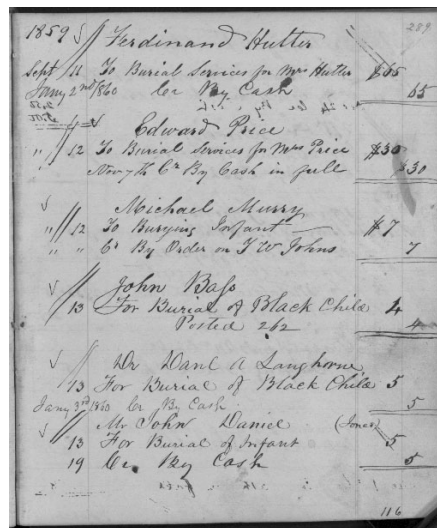 1859 Ferdinand Hutter 289
Sept 11 To Burial Services for Mrs Hutter $65
Jany 2nd 1860 Cr By Cash 65
Edward Price
" 12 To Burial Services for Mrs Price $30
Nov 7th Cr By Cash in full $30
Michael Murry
" 12 To Burying Infant $7
" " Cr By Order on T W Johns 7
John Bass
13 For Burial of Black Child 4
Posted 262 4
Dr Danl A Langhorne
13 For Burial of Black Child 5
Jany 3rd 1860 Cr By Cash 5
Mr John Daniel (Jones)
13 For Burial of Infant 5
19 Cr By Cash 5
116